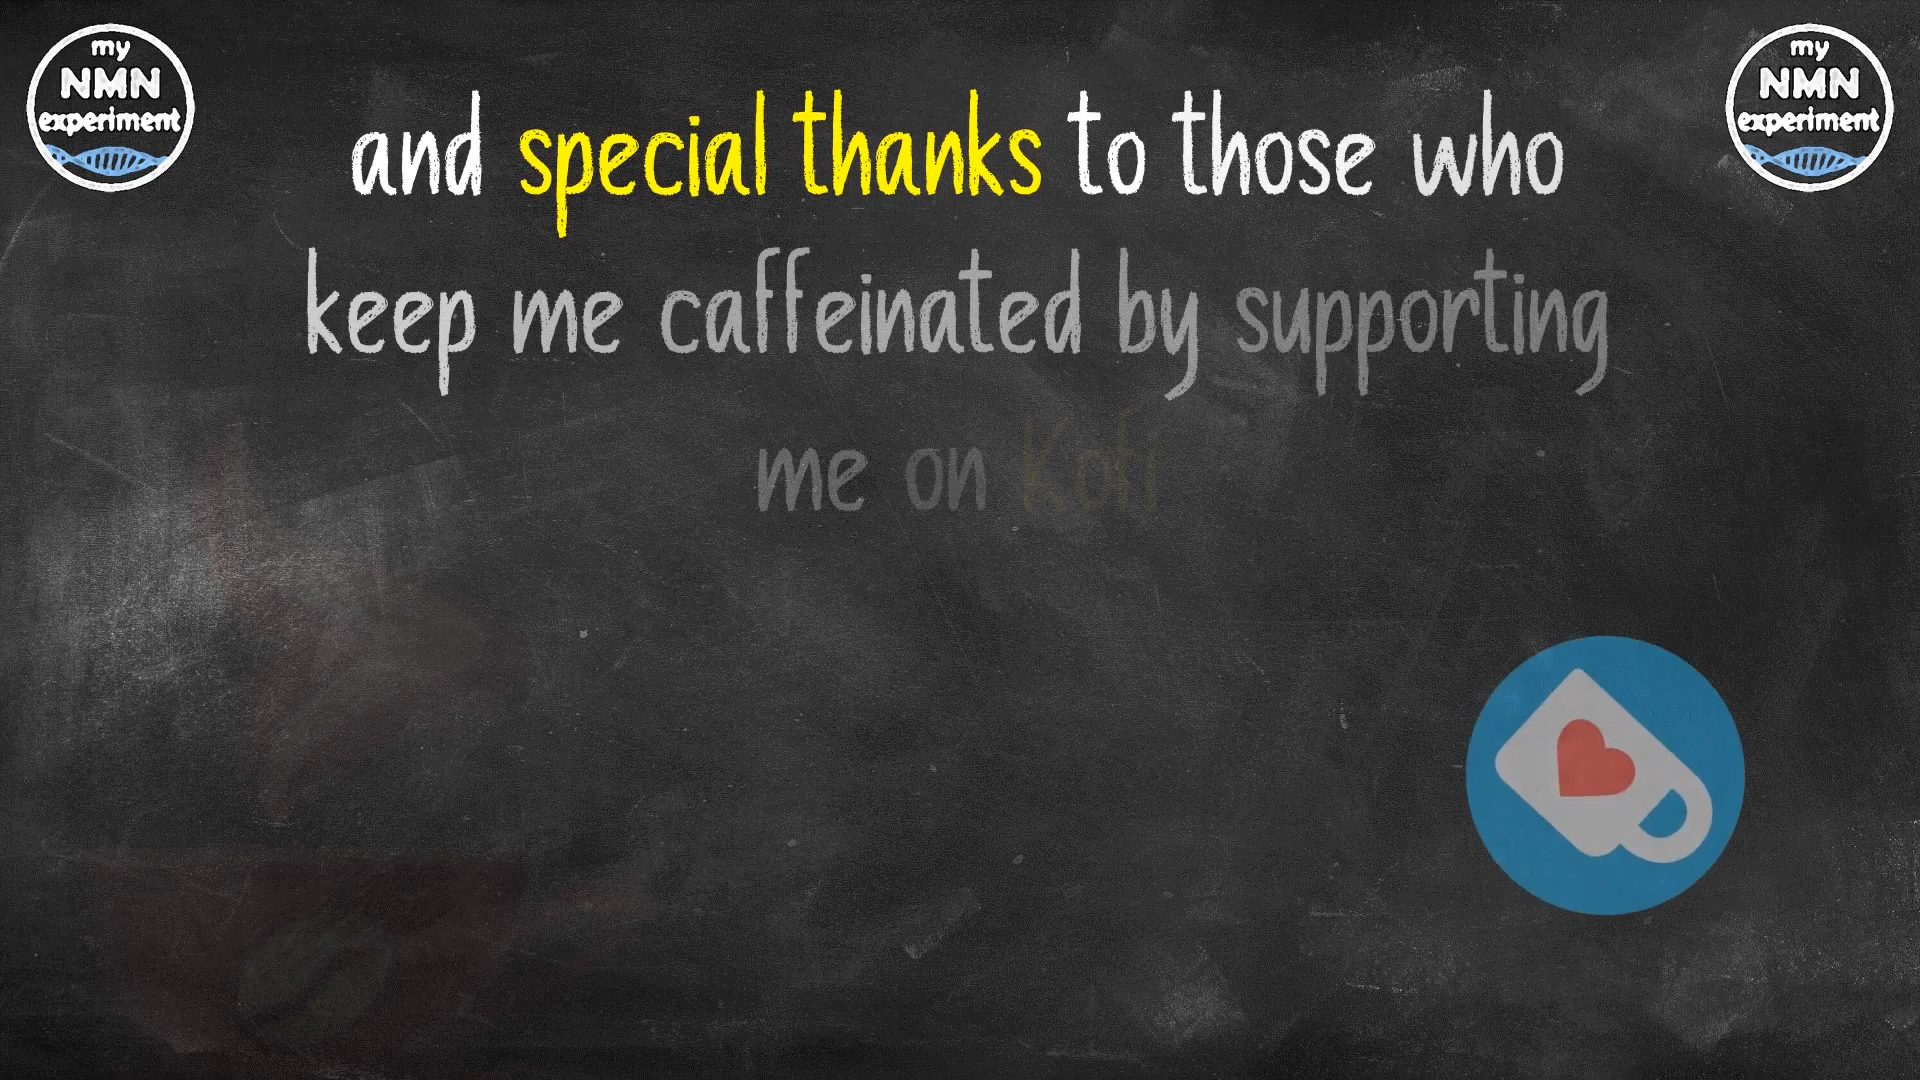 my
NMN
experiment
my
NMN
experiment
and special thanks to those who
keep me caffeinated by supporting
me on